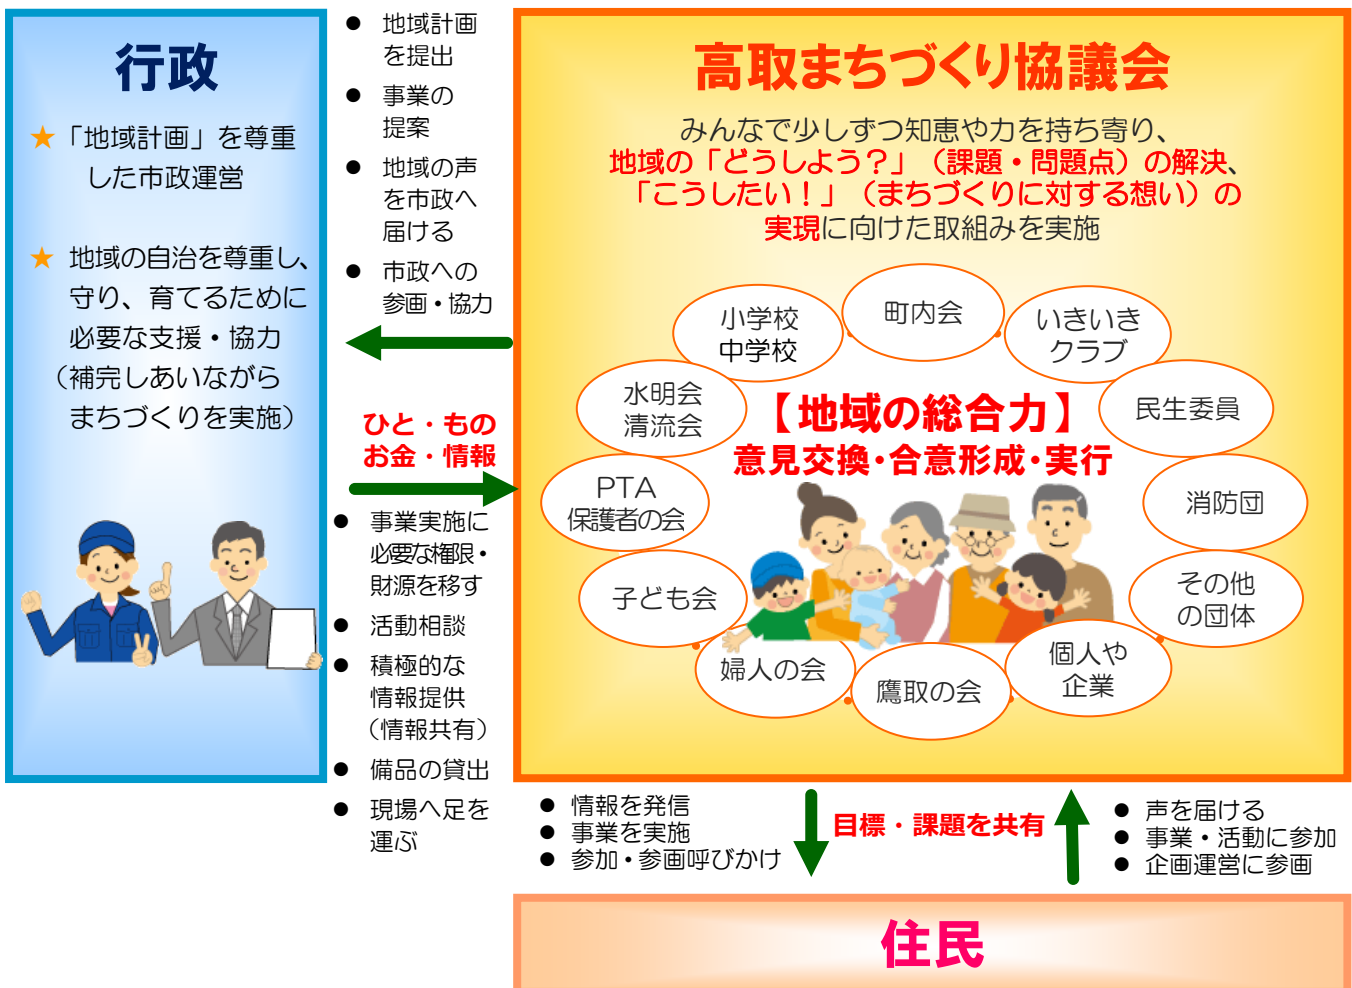 行政
★「地域計画」を尊重
した市政運営
★ 地域の自治を尊重し、
守り、育てるために
必要な支援・協力
（補完しあいながら
まちづくりを実施）
● 地域計画
を提出
● 事業の
提案
● 地域の声
を市政へ
届ける
● 市政への
参画・協力
ひと・もの
お金・情報
● 事業実施に
必要な権限・
財源を移す
● 活動相談
● 積極的な
情報提供
（情報共有）
● 備品の貸出
● 現場へ足を
運ぶ
高取まちづくり協議会
みんなで少しずつ知恵や力を持ち寄り、
地域の「どうしよう？」（課題・問題点）の解決、
「こうしたい！」（まちづくりに対する想い）の
実現に向けた取組みを実施
町内会
いきいき
クラブ
民生委員
消防団
その他
の団体
個人や
企業
鷹取の会
婦人の会
子ども会
PTA
保護者の会
水明会
清流会
小学校
中学校
【地域の総合力】
意見交換・合意形成・実行
● 情報を発信
● 事業を実施
● 参加・参画呼びかけ
目標・課題を共有
● 声を届ける
● 事業・活動に参加
● 企画運営に参画
住民